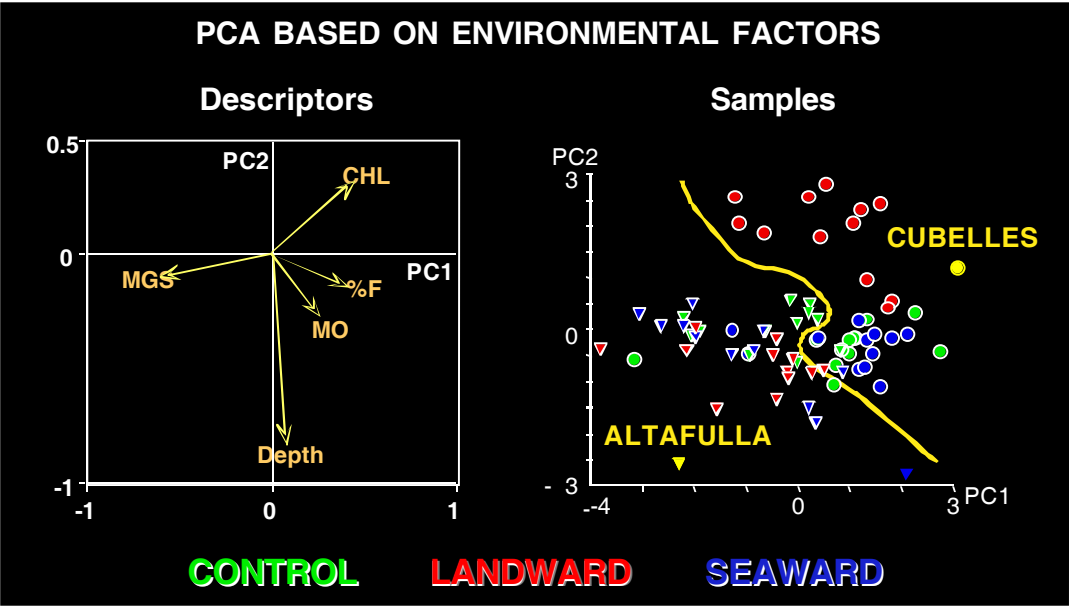 PCA BASED ON ENVIRONMENTAL FACTORS
Descriptors
Samples
0.5
PC2
CHL
0
PC1
MGS
%F
MO
Depth
-1
-1
0
1
PC2
3
CUBELLES
0
ALTAFULLA
- 3
-4
0
3
PC1
CONTROL LANDWARD SEAWARD